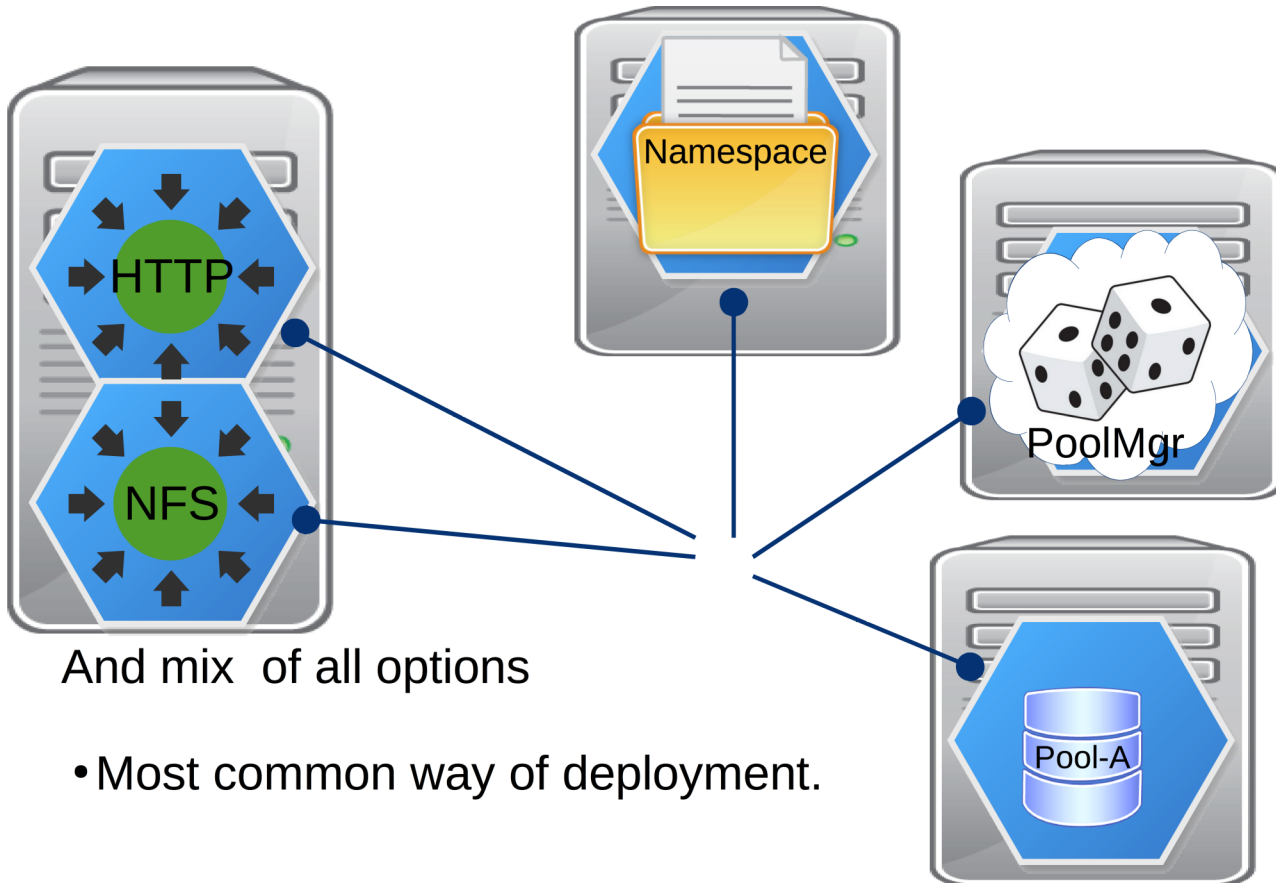 Namespace
HTTP
PoolMgr
NFS
And mix  of all options
Pool-A
•Most common way of deployment.